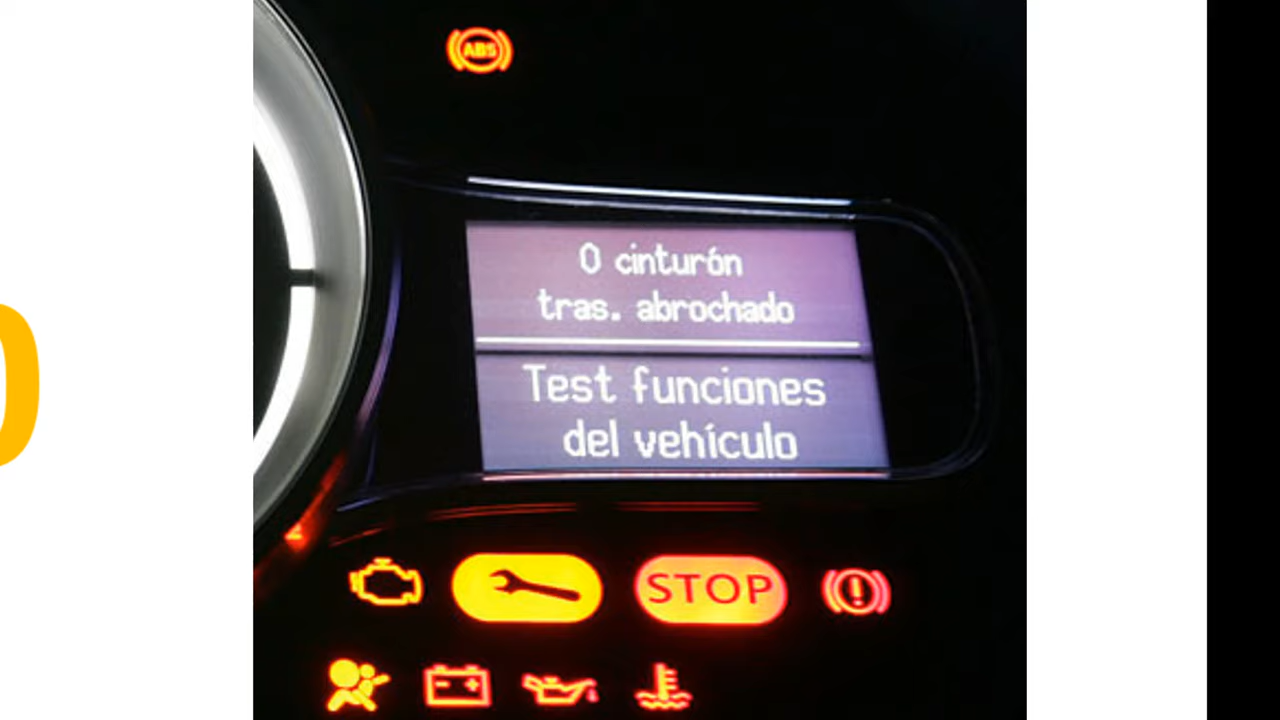 ABS
0 cinturón
tras. abrochado
Test funciones
del vehículo
STOP